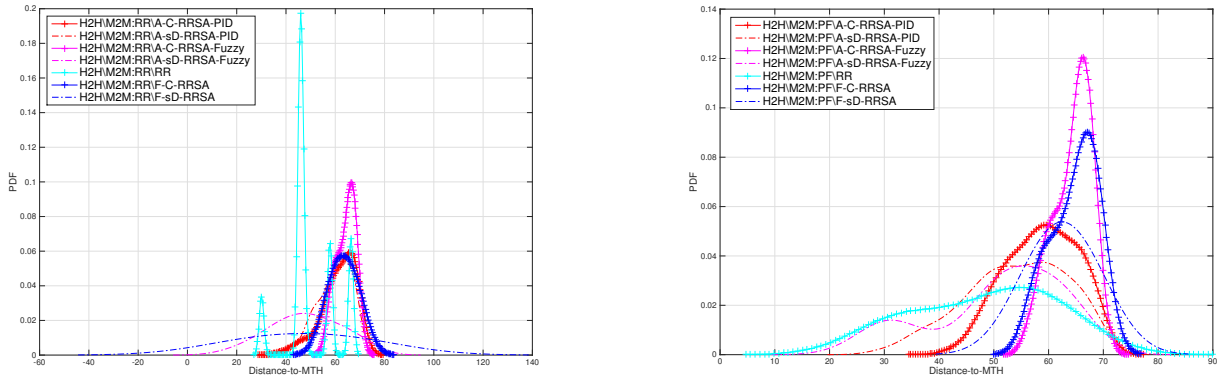 0.2
0.18
0.16
0.14
0.12
0.1
0.08
0.06
0.04
0.02
0
PDF
H2H\M2M:RR\A-C-RRSA-PID
H2H\M2M:RR\A-sD-RRSA-PID
H2H\M2M:RR\A-C-RRSA-Fuzzy
H2H\M2M:RR\A-sD-RRSA-Fuzzy
H2H\M2M:RR\RR
H2H\M2M:RR\F-C-RRSA
H2H\M2M:RR\F-sD-RRSA
-60 -40 -20 0 20 40 60 80 100 120 140
Distance-to-MTH
0.14
0.12
0.1
0.08
0.06
0.04
0.02
0
PDF
H2H\M2M:PF\A-C-RRSA-PID
H2H\M2M:PF\A-sD-RRSA-PID
H2H\M2M:PF\A-C-RRSA-Fuzzy
H2H\M2M:PF\A-sD-RRSA-Fuzzy
H2H\M2M:PF\RR
H2H\M2M:PF\F-C-RRSA
H2H\M2M:PF\F-sD-RRSA
0 10 20 30 40 50 60 70 80 90
Distance-to-MTH